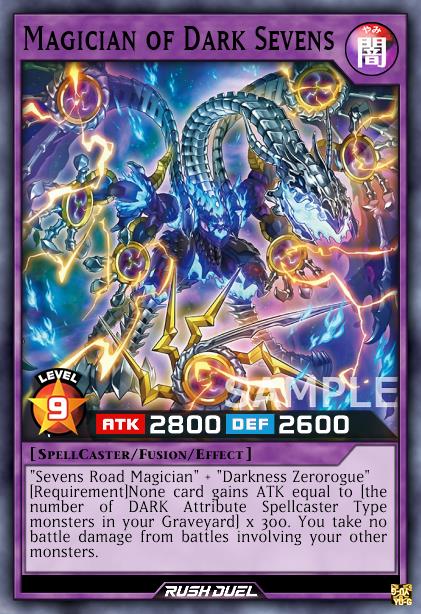 MAGICIAN OF DARK SEVENS
やみ
闇
LEVEL
9
SAMPLE
ATK 2800 DEF 2600
[SPELLCASTER/FUSION/EFFECT]
"Sevens Road Magician" + "Darkness Zerorogue"
[Requirement]None card gains ATK equal to [the
number of DARK Attribute Spellcaster Type
monsters in your Graveyard] x 300. You take no
battle damage from battles involving your other
monsters.
RUSH DUEL